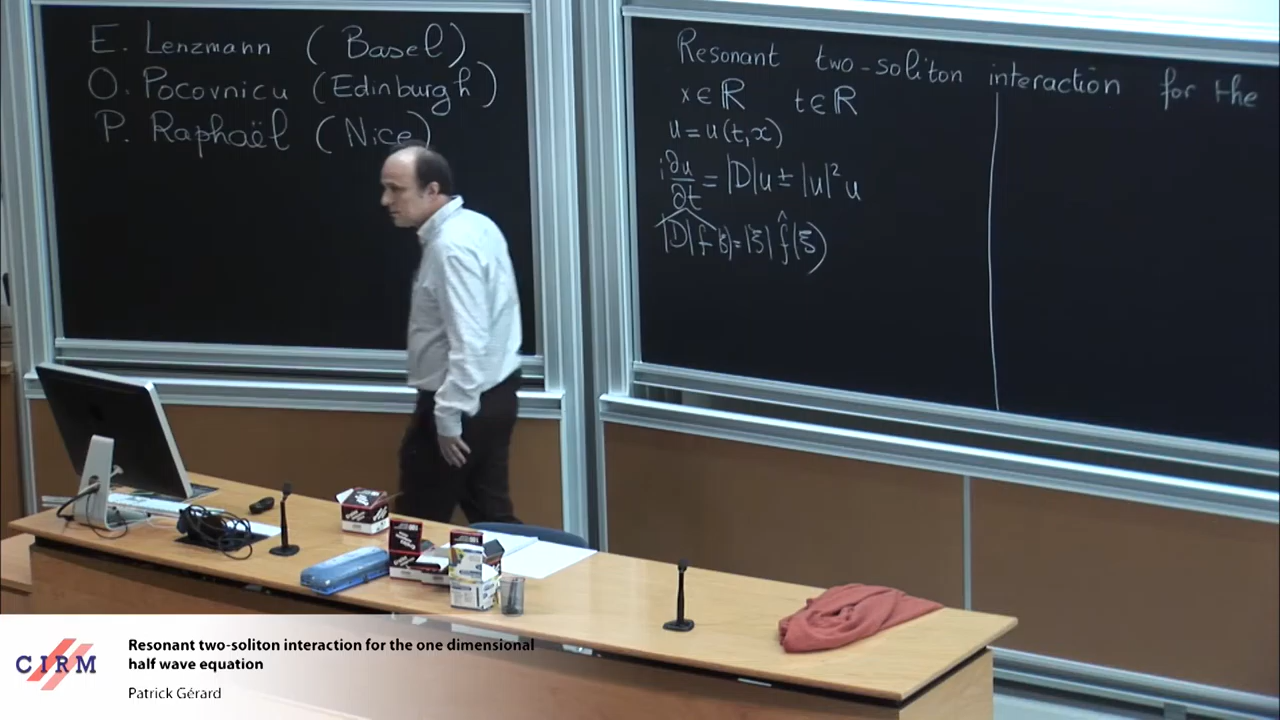 E. Lenzmann (Basel)
O. Pocovnicu (Edinburgh)
P. Raphaël (Nice)
Resonant two-soliton interaction for the
x∈ℝ t∈ℝ
u=u(t,x)
i ∂u/∂t = |D|u ± |u|²u
\widehat{|D|f}(ξ)=|ξ| f̂(ξ)
CIRM
Resonant two-soliton interaction for the one dimensional
half wave equation
Patrick Gérard